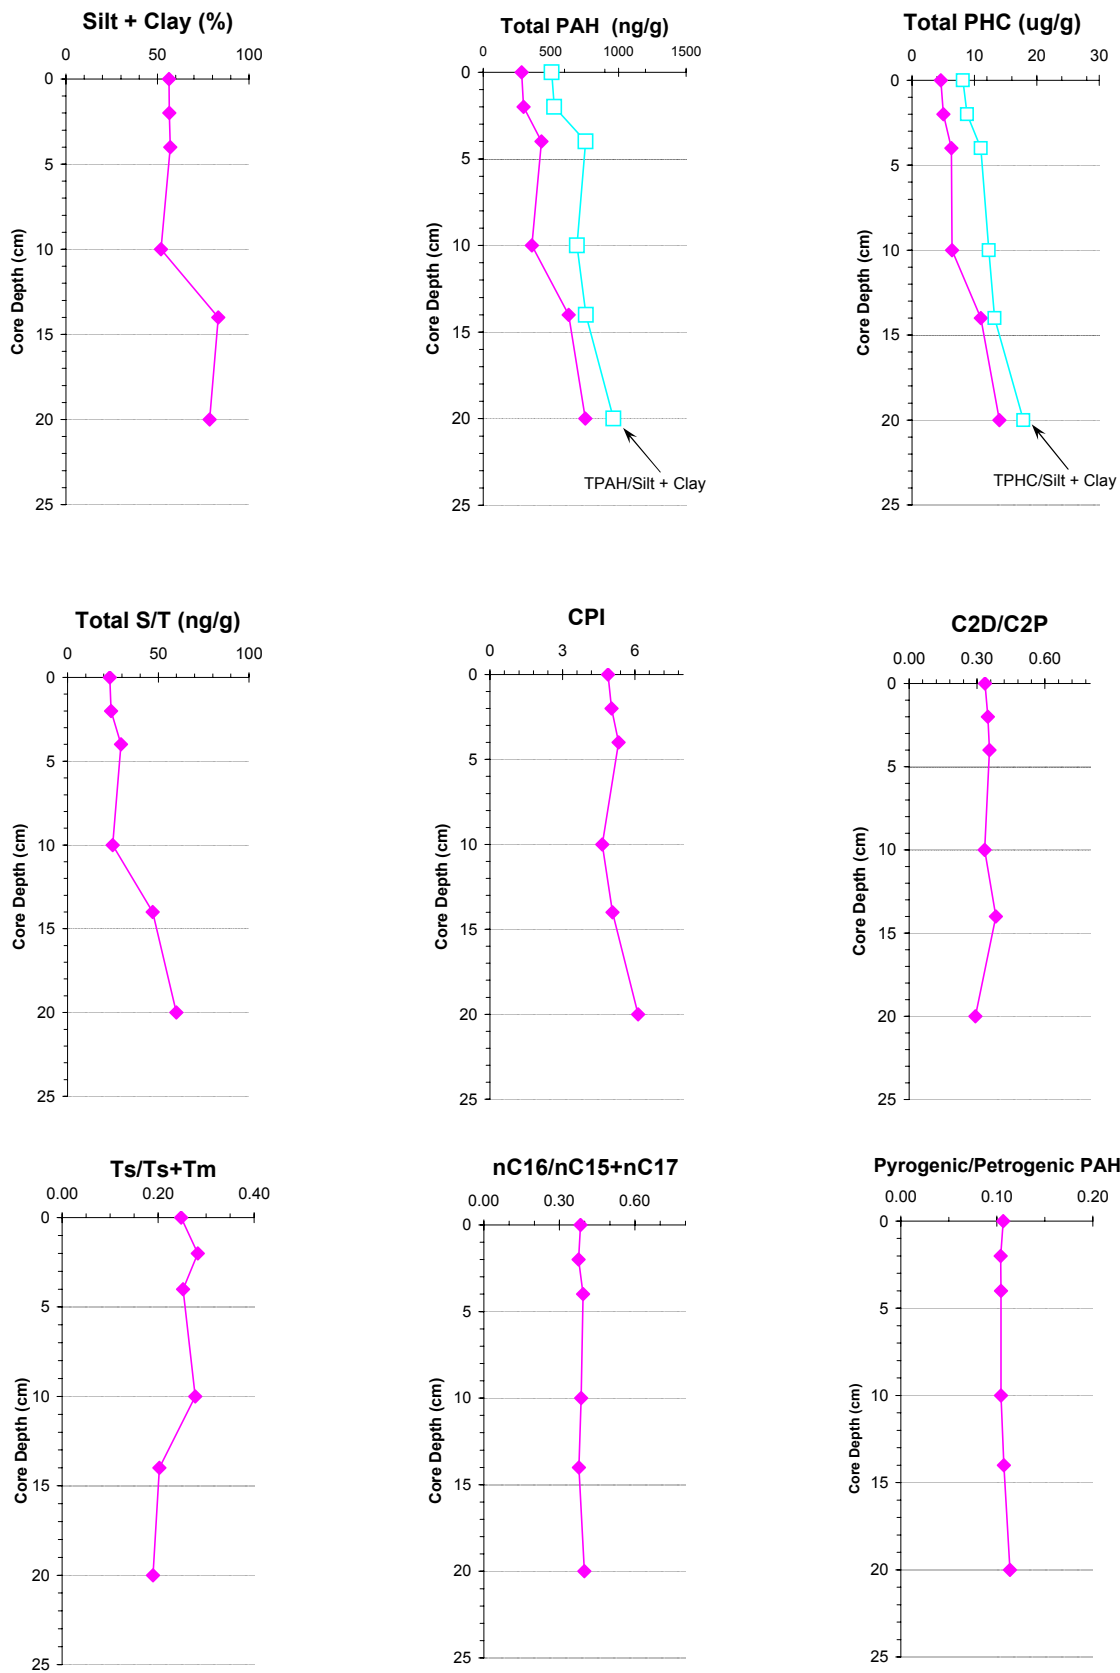 Silt + Clay (%)
0 50 100
0
5
10
15
20
25
Core Depth (cm)
Total PAH (ng/g)
0 500 1000 1500
0
5
10
15
20
25
Core Depth (cm)
TPAH/Silt + Clay
Total PHC (ug/g)
0 10 20 30
0
5
10
15
20
25
Core Depth (cm)
TPHC/Silt + Clay
Total S/T (ng/g)
0 50 100
0
5
10
15
20
25
Core Depth (cm)
CPI
0 3 6
0
5
10
15
20
25
Core Depth (cm)
C2D/C2P
0.00 0.30 0.60
0
5
10
15
20
25
Core Depth (cm)
Ts/Ts+Tm
0.00 0.20 0.40
0
5
10
15
20
25
Core Depth (cm)
nC16/nC15+nC17
0.00 0.30 0.60
0
5
10
15
20
25
Core Depth (cm)
Pyrogenic/Petrogenic PAH
0.00 0.10 0.20
0
5
10
15
20
25
Core Depth (cm)